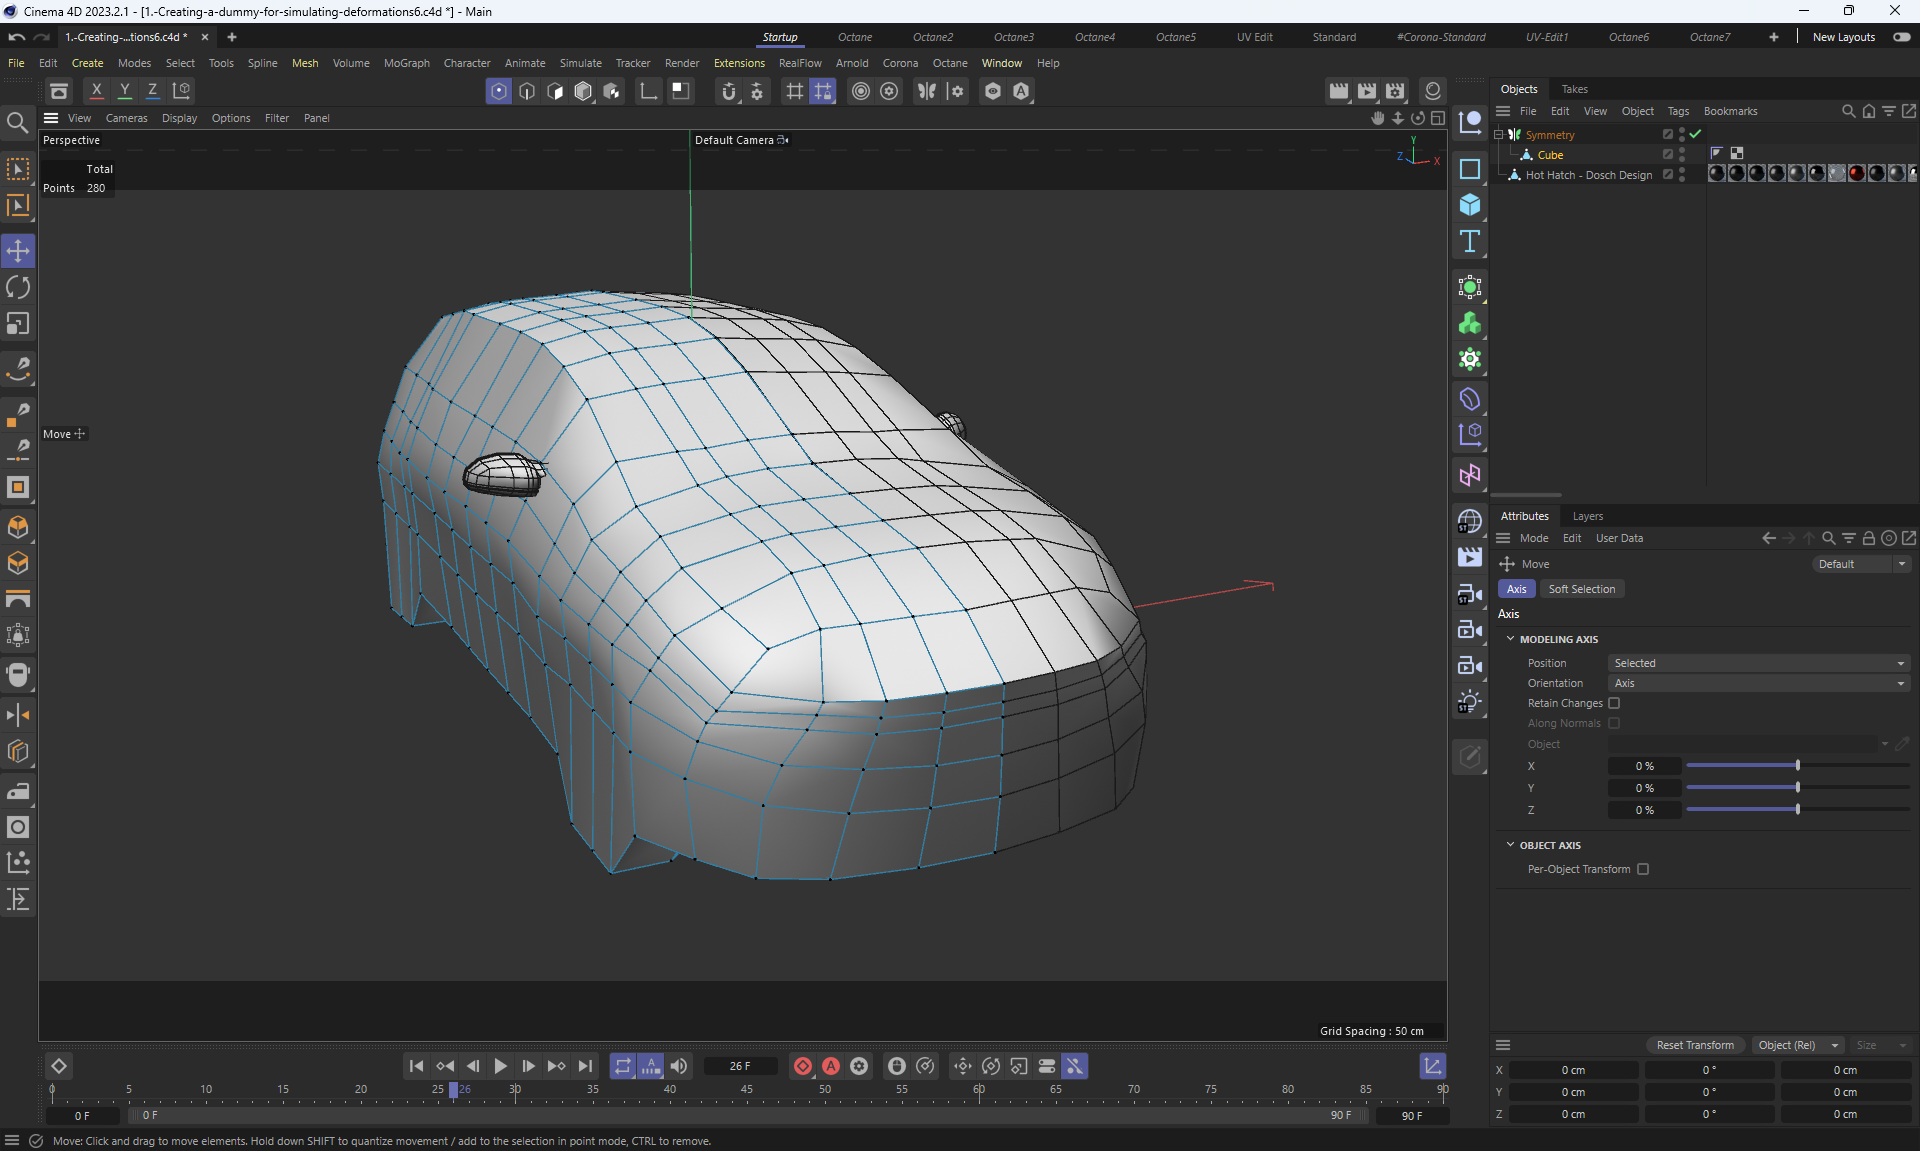 Cinema 4D 2023.2.1 - [1.-Creating-a-dummy-for-simulating-deformations6.c4d *] - Main
1.-Creating-...tions6.c4d * × +
Startup Octane Octane2 Octane3 Octane4 Octane5 UV Edit Standard #Corona-Standard UV-Edit1 Octane6 Octane7 + New Layouts
File Edit Create Modes Select Tools Spline Mesh Volume MoGraph Character Animate Simulate Tracker Render Extensions RealFlow Arnold Corona Octane Window Help
X Y Z
View Cameras Display Options Filter Panel
Perspective
Default Camera
Y
Z X
Total
Points 280
Move
Grid Spacing : 50 cm
ST
ST
ST
Objects Takes
File Edit View Object Tags Bookmarks
Symmetry
Cube
Hot Hatch - Dosch Design
Attributes Layers
Mode Edit User Data
Move Default
Axis Soft Selection
Axis
MODELING AXIS
Position Selected
Orientation Axis
Retain Changes
Along Normals
Object
X 0 %
Y 0 %
Z 0 %
OBJECT AXIS
Per-Object Transform
Reset Transform Object (Rel) Size
X 0 cm 0 ° 0 cm
Y 0 cm 0 ° 0 cm
Z 0 cm 0 ° 0 cm
26 F
0 5 10 15 20 25 26 30 35 40 45 50 55 60 65 70 75 80 85 90
0 F 0 F 90 F 90 F
Move: Click and drag to move elements. Hold down SHIFT to quantize movement / add to the selection in point mode, CTRL to remove.